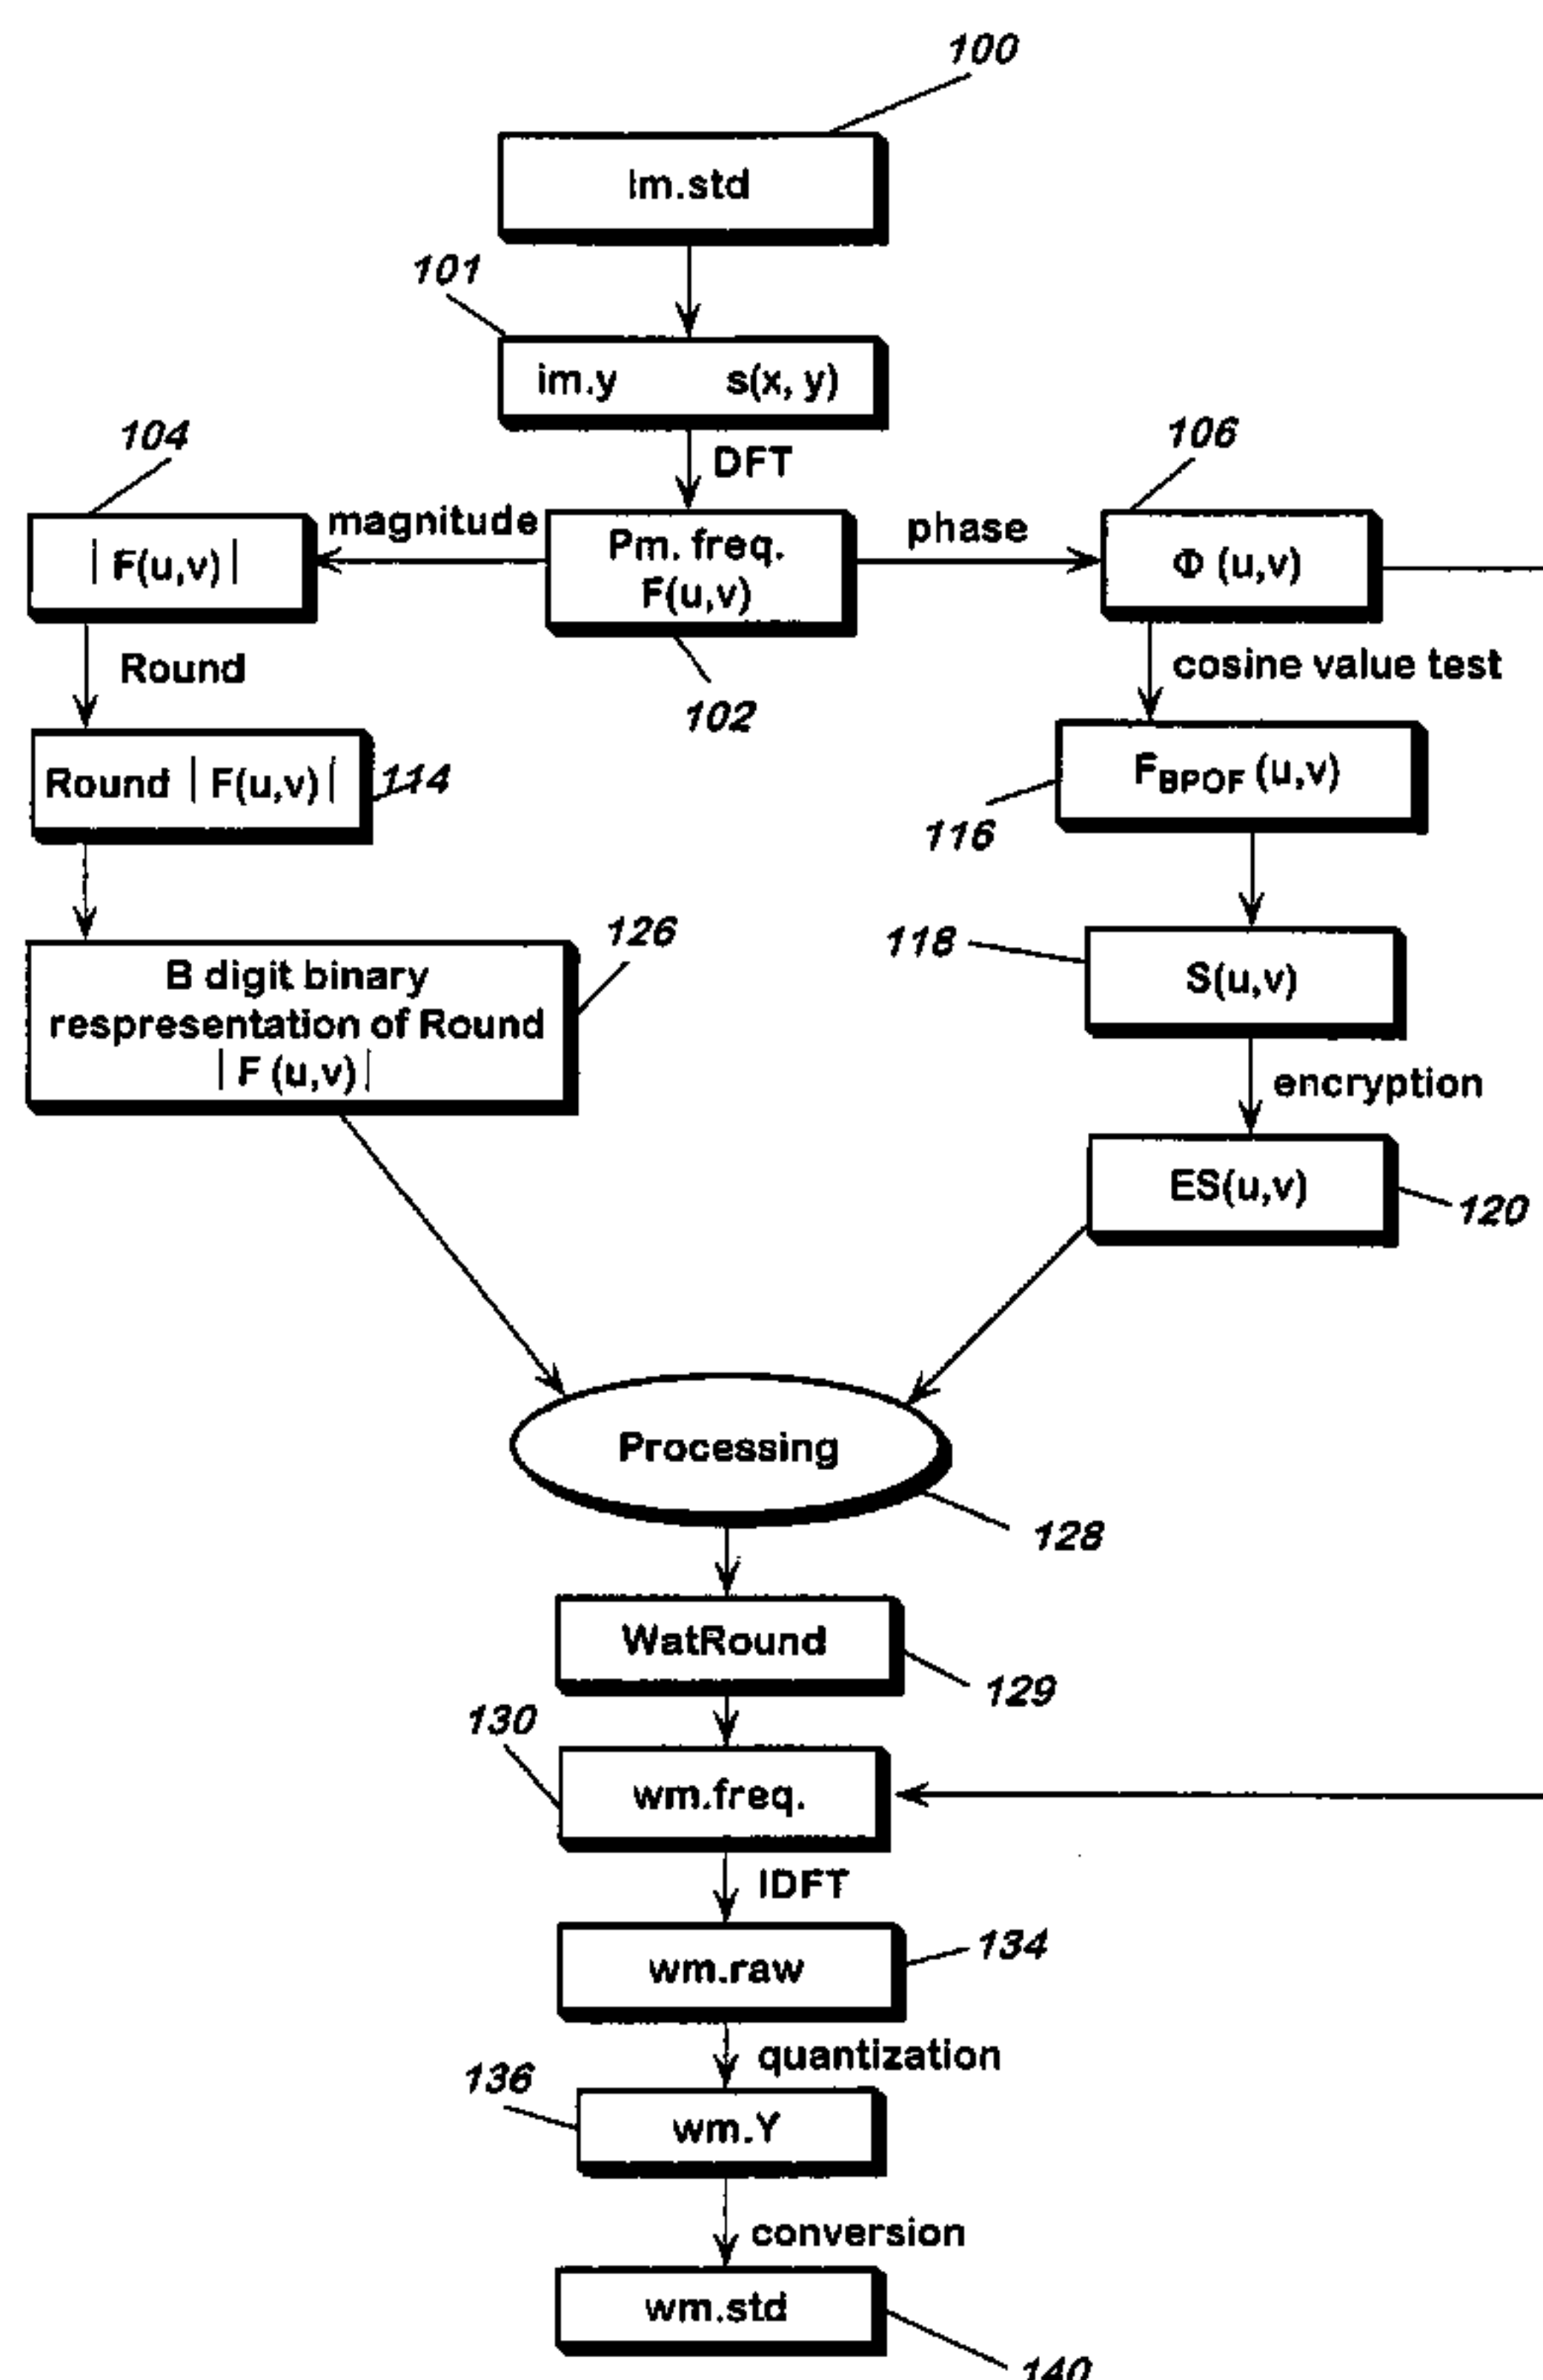 100
Im.std
101
im.y s(x, y)
DFT
104
106
| F(u,v) |
magnitude
Pm. freq.
F(u,v)
phase
Φ (u,v)
Round
102
cosine value test
Round | F(u,v) |
114
F_BPOF (u,v)
116
B digit binary
respresentation of Round
| F (u,v) |
126
118
S(u,v)
encryption
ES(u,v)
120
Processing
128
WatRound
129
130
wm.freq.
IDFT
wm.raw
134
quantization
136
wm.Y
conversion
wm.std
140